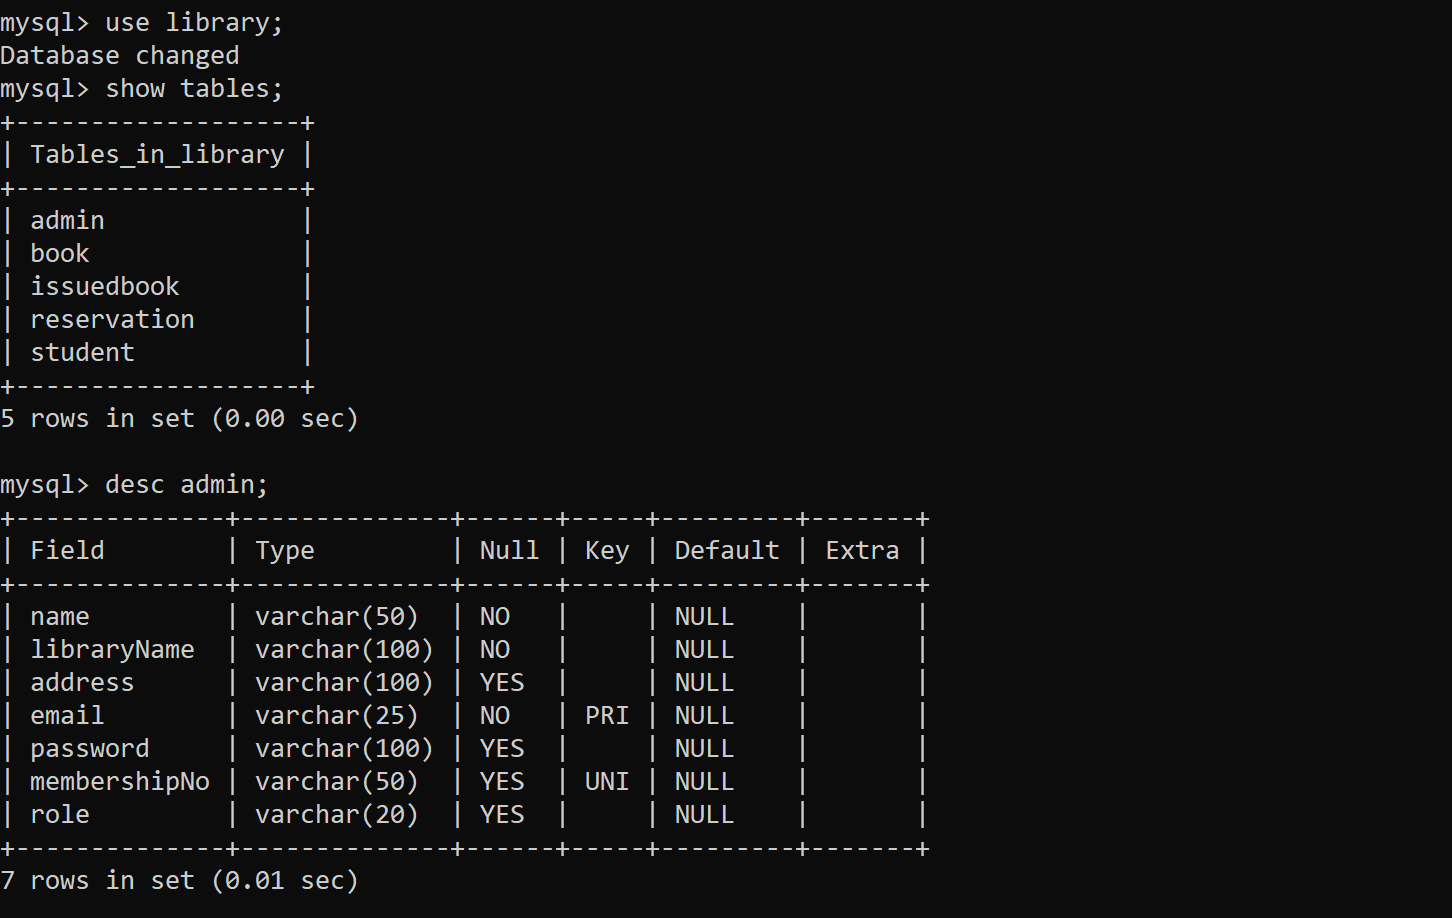 mysql> use library;
Database changed
mysql> show tables;
+-------------------+
| Tables_in_library |
+-------------------+
| admin             |
| book              |
| issuedbook        |
| reservation       |
| student           |
+-------------------+
5 rows in set (0.00 sec)

mysql> desc admin;
+--------------+--------------+------+-----+---------+-------+
| Field        | Type         | Null | Key | Default | Extra |
+--------------+--------------+------+-----+---------+-------+
| name         | varchar(50)  | NO   |     | NULL    |       |
| libraryName  | varchar(100) | NO   |     | NULL    |       |
| address      | varchar(100) | YES  |     | NULL    |       |
| email        | varchar(25)  | NO   | PRI | NULL    |       |
| password     | varchar(100) | YES  |     | NULL    |       |
| membershipNo | varchar(50)  | YES  | UNI | NULL    |       |
| role         | varchar(20)  | YES  |     | NULL    |       |
+--------------+--------------+------+-----+---------+-------+
7 rows in set (0.01 sec)